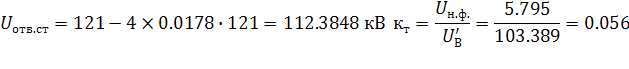 U_отв.ст = 121 − 4 × 0.0178 · 121 = 112.3848 кВ к_т = U_н.ф. / U′_В = 5.795 / 103.389 = 0.056